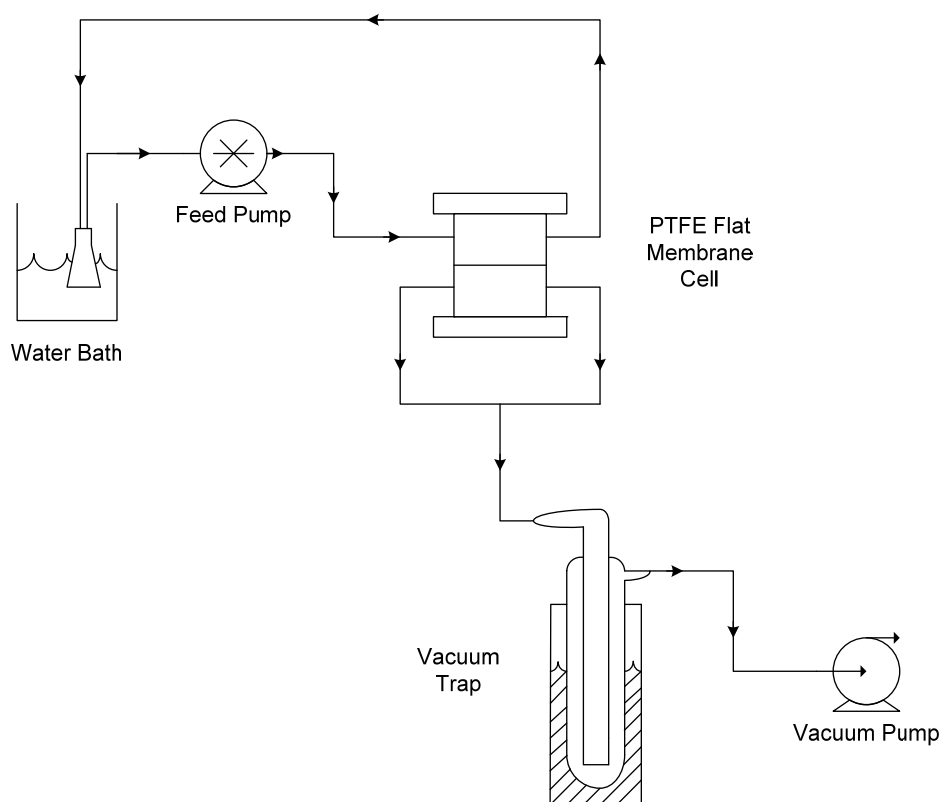 Feed Pump
PTFE Flat
Membrane
Cell
Water Bath
Vacuum
Trap
Vacuum Pump